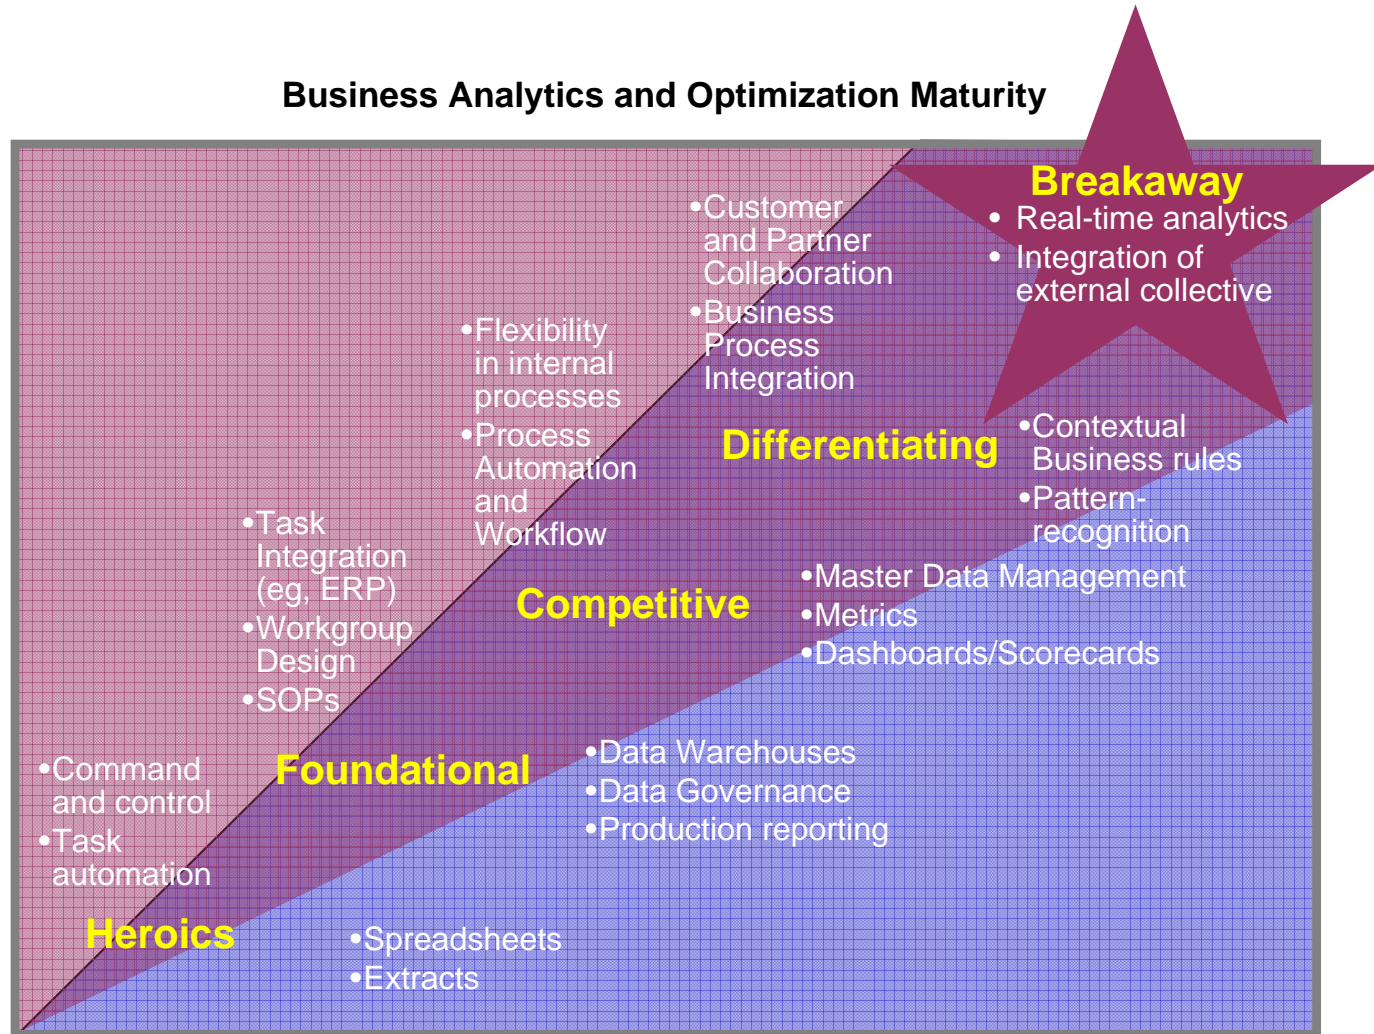 Business Analytics and Optimization Maturity
Breakaway
• Real-time analytics
• Integration of
external collective
•Customer
and Partner
Collaboration
•Business
Process
Integration
Differentiating
•Contextual
Business rules
•Pattern-
recognition
•Flexibility
in internal
processes
•Process
Automation
and
Workflow
Competitive
•Master Data Management
•Metrics
•Dashboards/Scorecards
•Task
Integration
(eg, ERP)
•Workgroup
Design
•SOPs
Foundational
•Data Warehouses
•Data Governance
•Production reporting
•Command
and control
•Task
automation
Heroics
•Spreadsheets
•Extracts